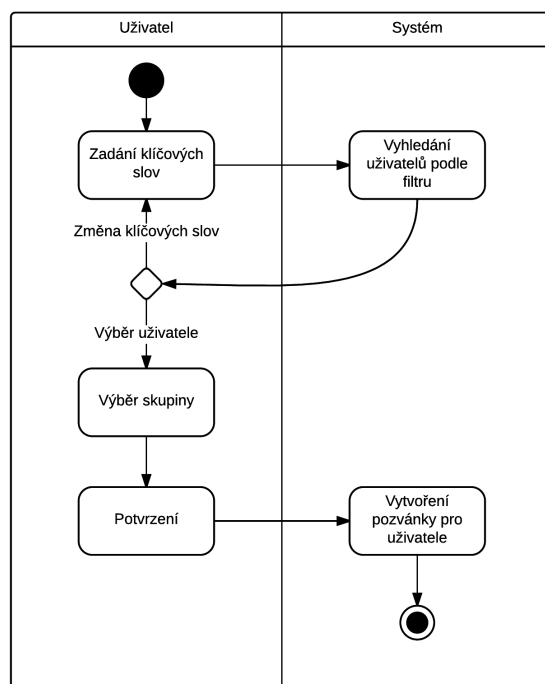 Uživatel
Systém
Zadání klíčových
slov
Vyhledání
uživatelů podle
filtru
Změna klíčových slov
Výběr uživatele
Výběr skupiny
Potvrzení
Vytvoření
pozvánky pro
uživatele